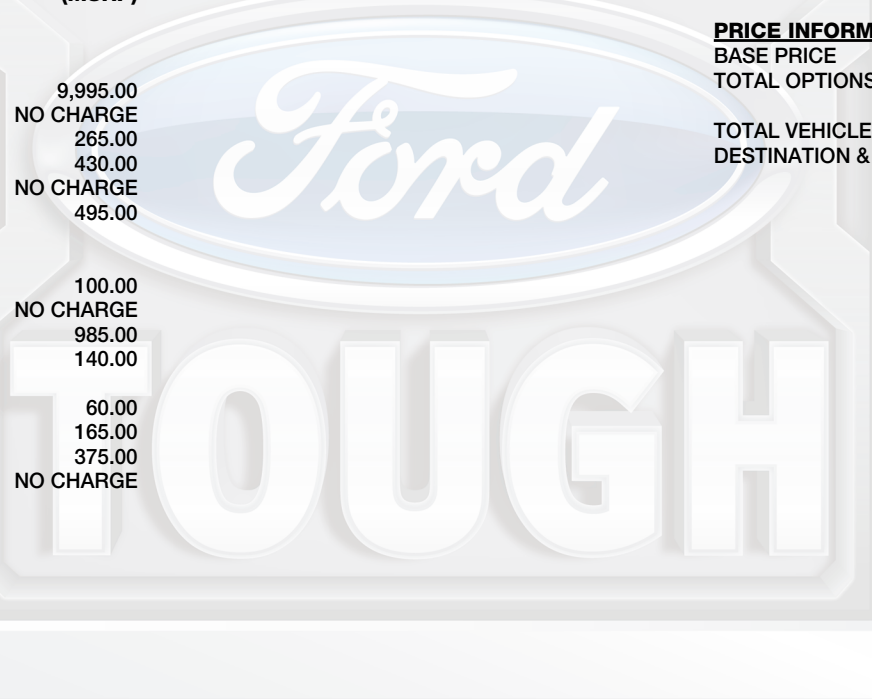 9,995.00
NO CHARGE
265.00
430.00
NO CHARGE
495.00
100.00
NO CHARGE
985.00
140.00
60.00
165.00
375.00
NO CHARGE
PRICE
BASE PRICE
TOTAL OPTIONS
TOTAL VEHICLE
DESTINATION &
Ford
TOUGH